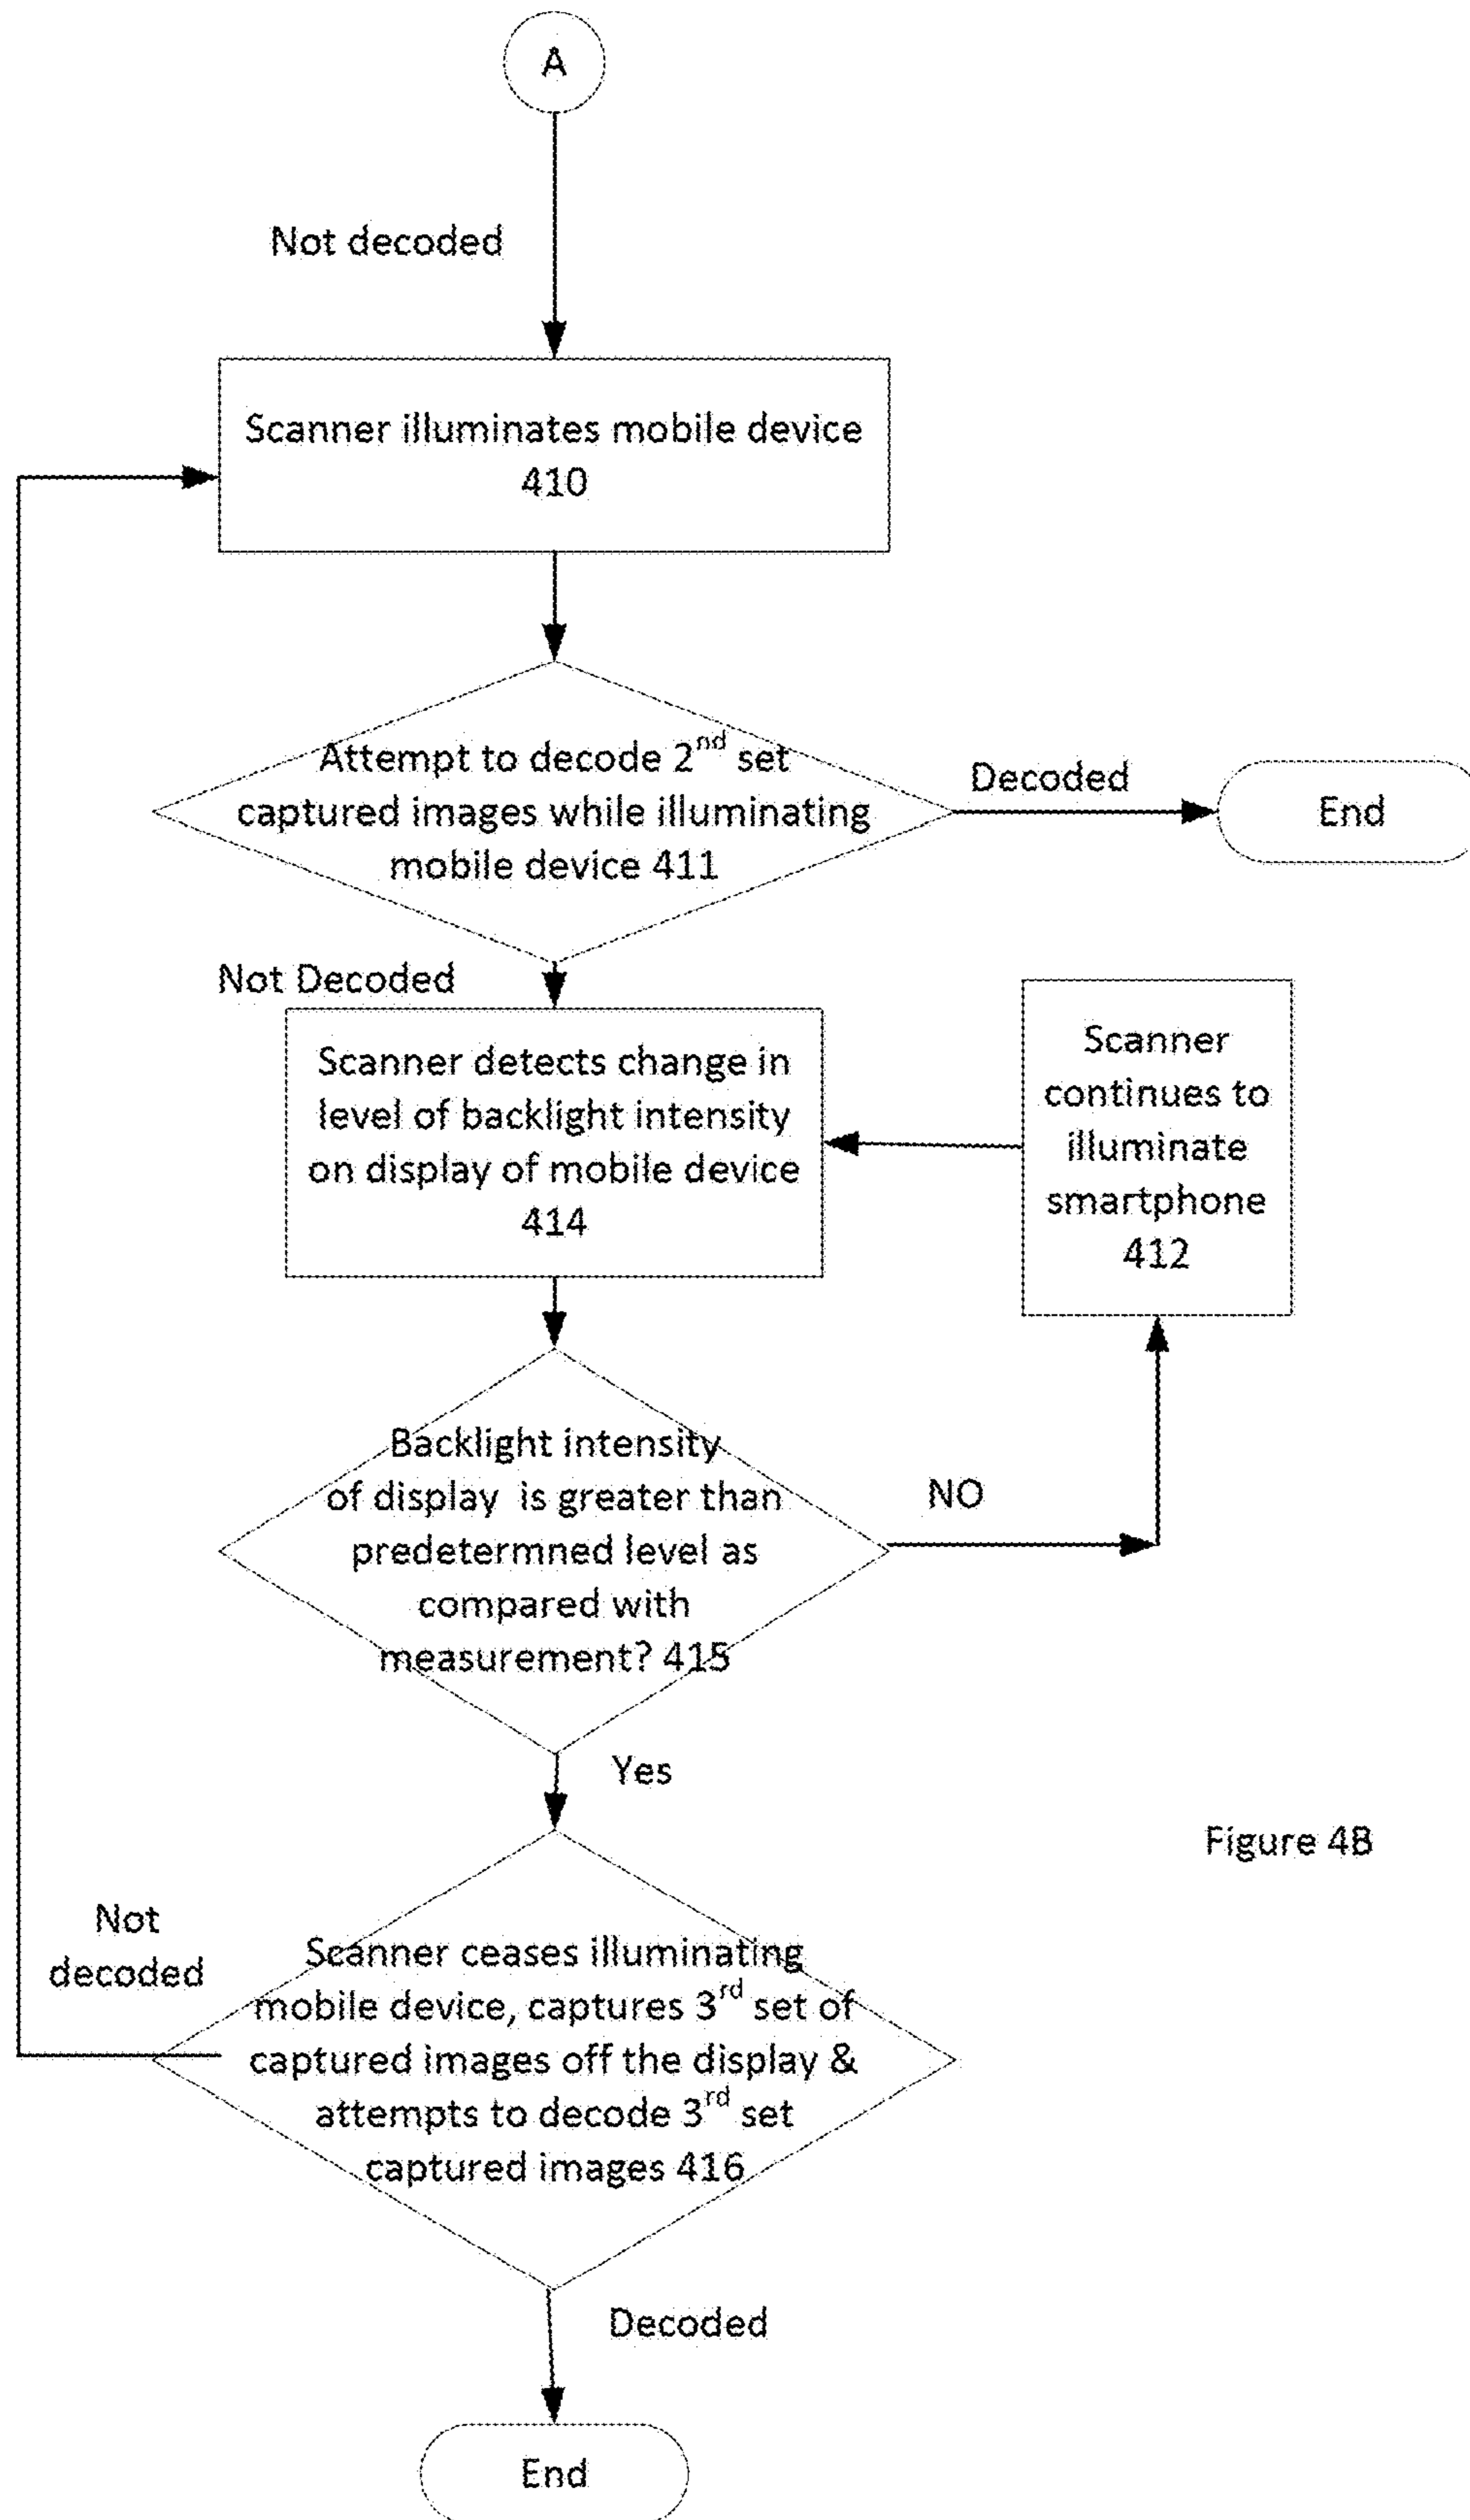 A
Not decoded
Scanner illuminates mobile device
410
Attempt to decode 2nd set
captured images while illuminating
mobile device 411
Decoded
End
Not Decoded
Scanner detects change in
level of backlight intensity
on display of mobile device
414
Scanner
continues to
illuminate
smartphone
412
Backlight intensity
of display is greater than
predetermned level as
compared with
measurement? 415
NO
Yes
Figure 4B
Not
decoded
Scanner ceases illuminating
mobile device, captures 3rd set of
captured images off the display &
attempts to decode 3rd set
captured images 416
Decoded
End